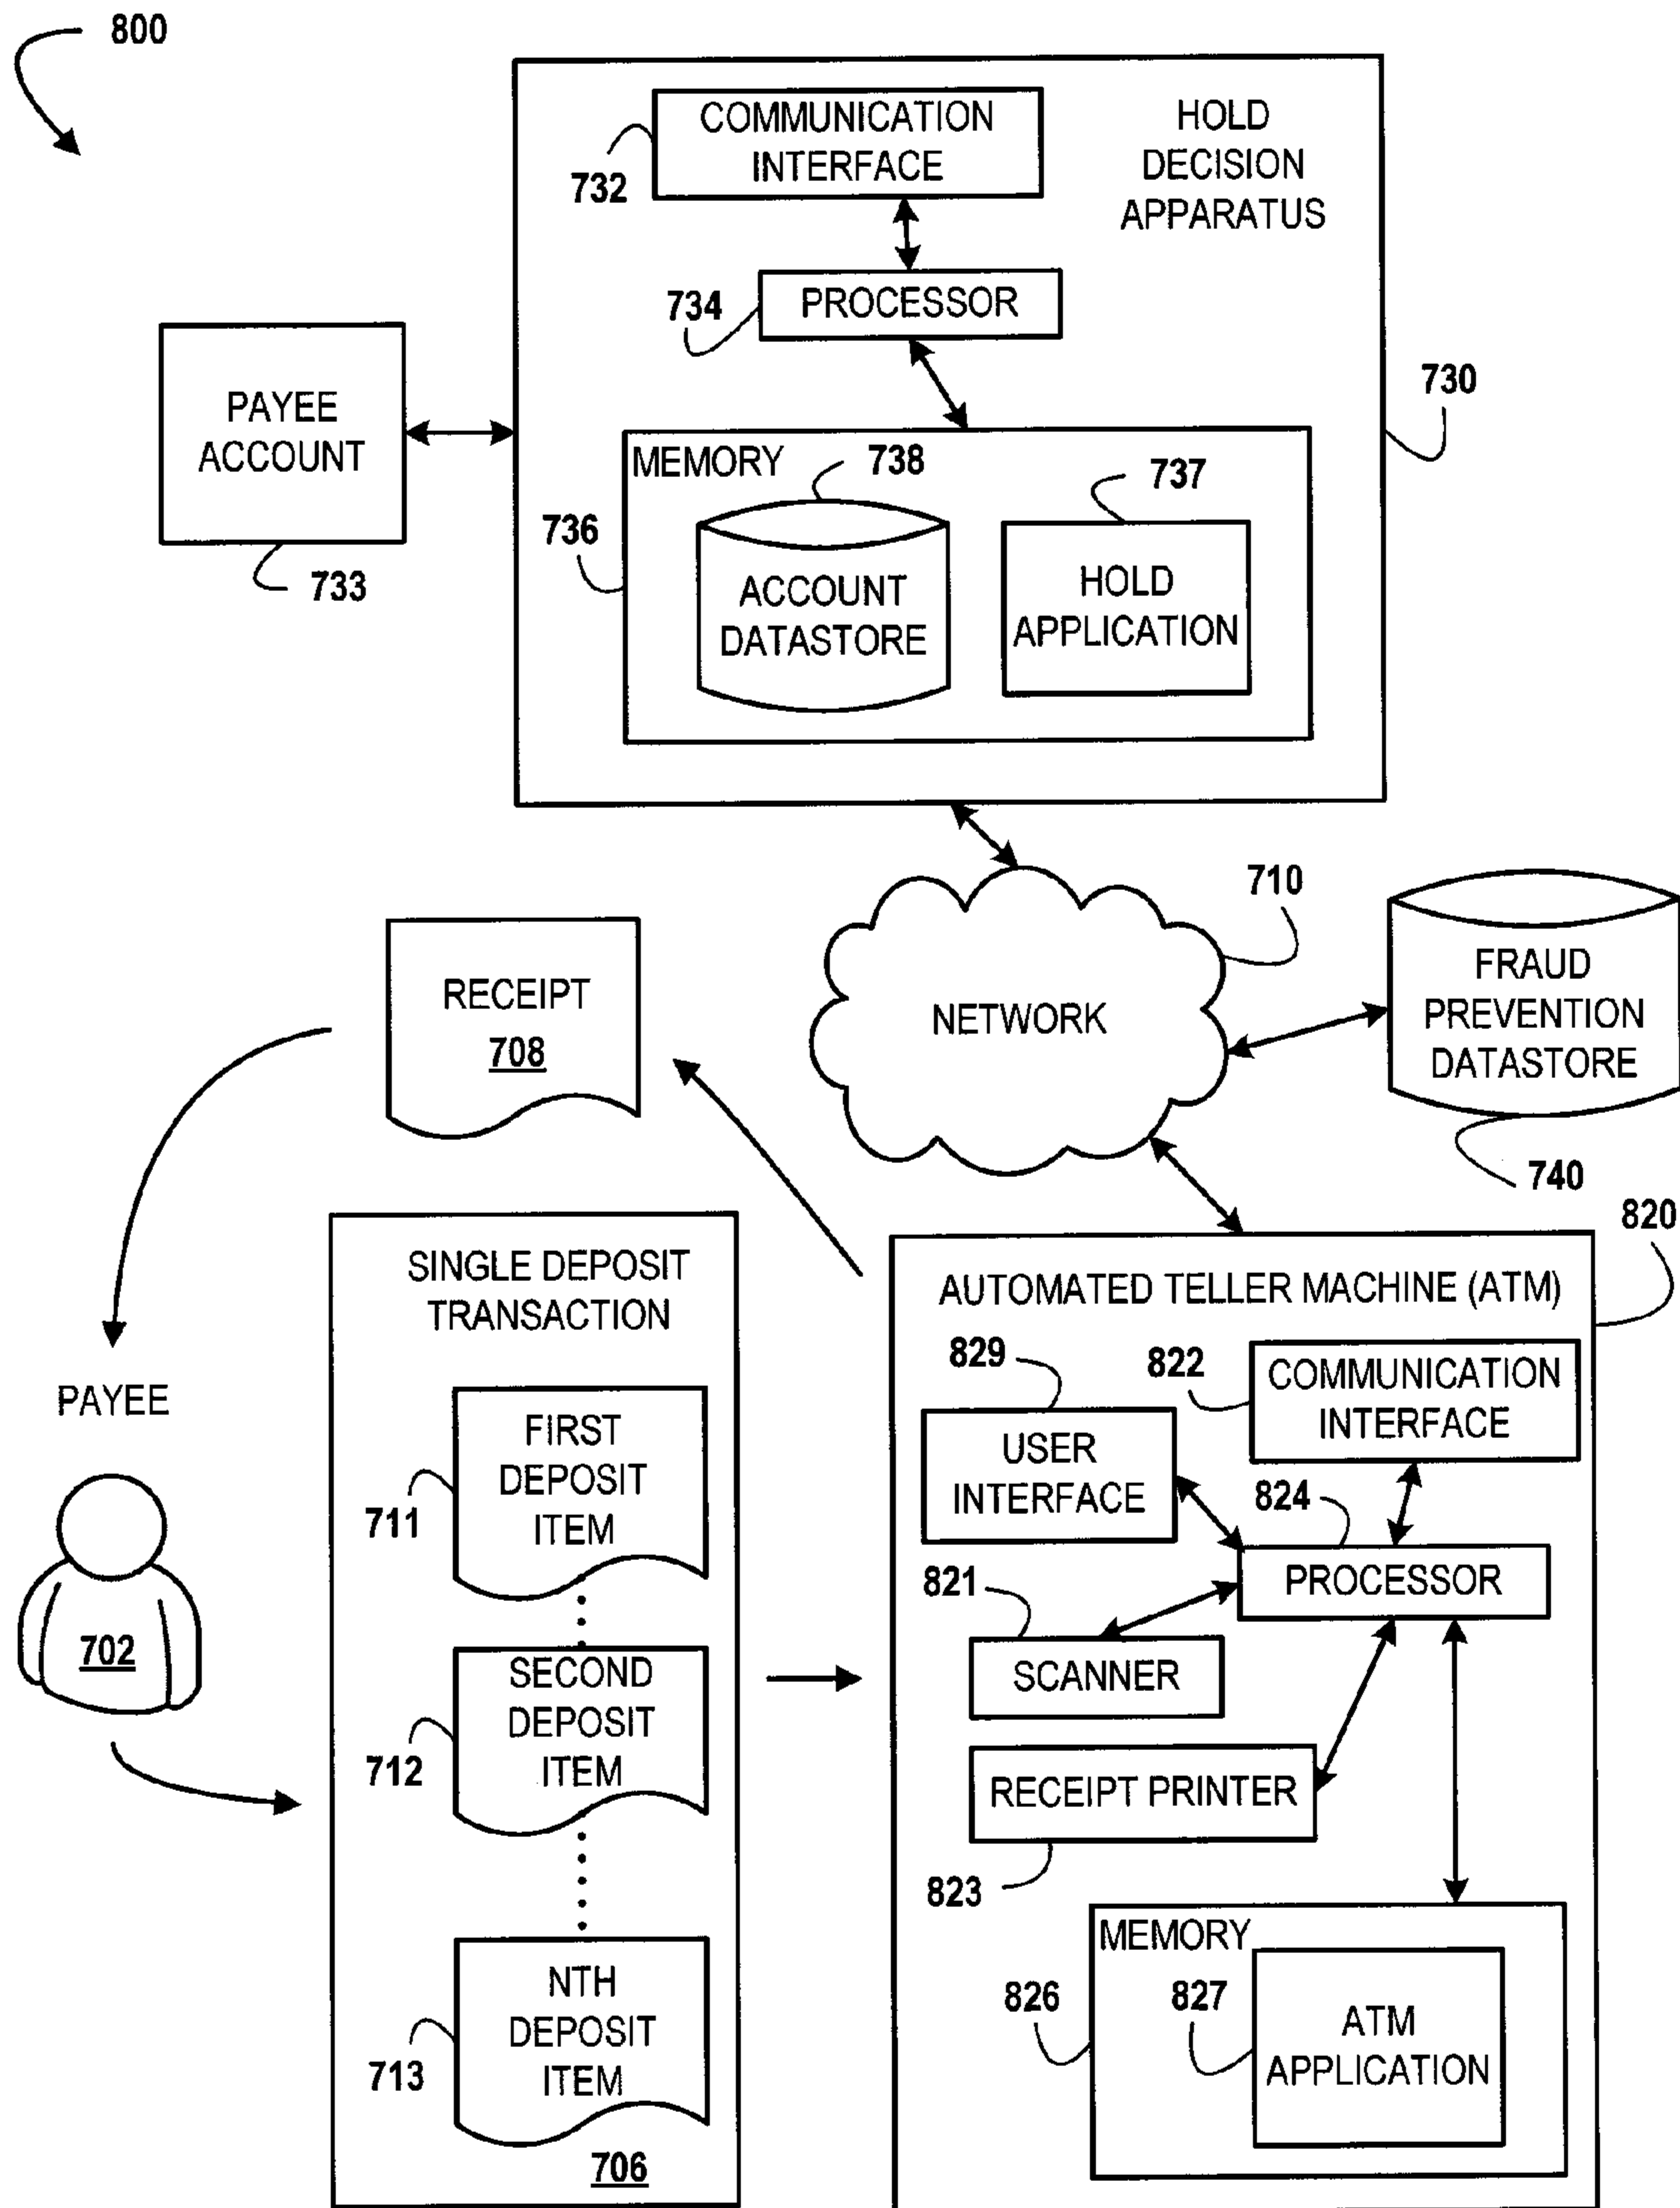 800
COMMUNICATION
INTERFACE
732
HOLD
DECISION
APPARATUS
734
PROCESSOR
730
PAYEE
ACCOUNT
733
MEMORY
738
737
736
ACCOUNT
DATASTORE
HOLD
APPLICATION
710
RECEIPT
708
NETWORK
FRAUD
PREVENTION
DATASTORE
740
820
SINGLE DEPOSIT
TRANSACTION
AUTOMATED TELLER MACHINE (ATM)
PAYEE
702
FIRST
DEPOSIT
ITEM
711
SECOND
DEPOSIT
ITEM
712
NTH
DEPOSIT
ITEM
713
706
829
USER
INTERFACE
822
COMMUNICATION
INTERFACE
824
PROCESSOR
821
SCANNER
RECEIPT PRINTER
823
MEMORY
826
827
ATM
APPLICATION